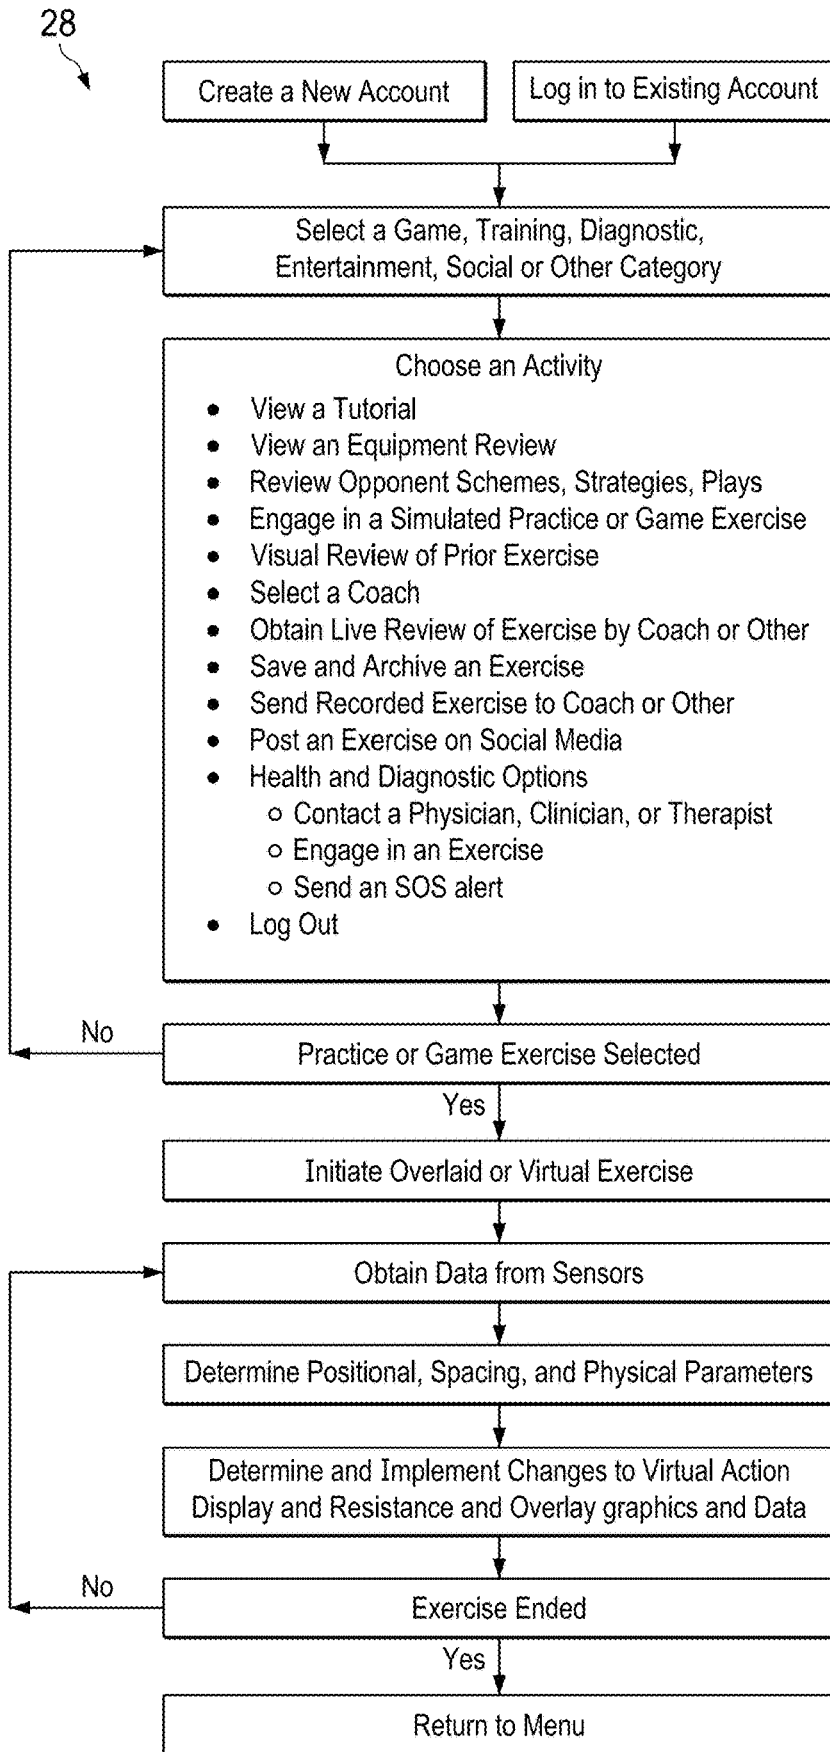 28
Create a New Account
Log in to Existing Account
Select a Game, Training, Diagnostic,
Entertainment, Social or Other Category
Choose an Activity
● View a Tutorial
● View an Equipment Review
● Review Opponent Schemes, Strategies, Plays
● Engage in a Simulated Practice or Game Exercise
● Visual Review of Prior Exercise
● Select a Coach
● Obtain Live Review of Exercise by Coach or Other
● Save and Archive an Exercise
● Send Recorded Exercise to Coach or Other
● Post an Exercise on Social Media
● Health and Diagnostic Options
○ Contact a Physician, Clinician, or Therapist
○ Engage in an Exercise
○ Send an SOS alert
● Log Out
No
Practice or Game Exercise Selected
Yes
Initiate Overlaid or Virtual Exercise
Obtain Data from Sensors
Determine Positional, Spacing, and Physical Parameters
Determine and Implement Changes to Virtual Action
Display and Resistance and Overlay graphics and Data
No
Exercise Ended
Yes
Return to Menu